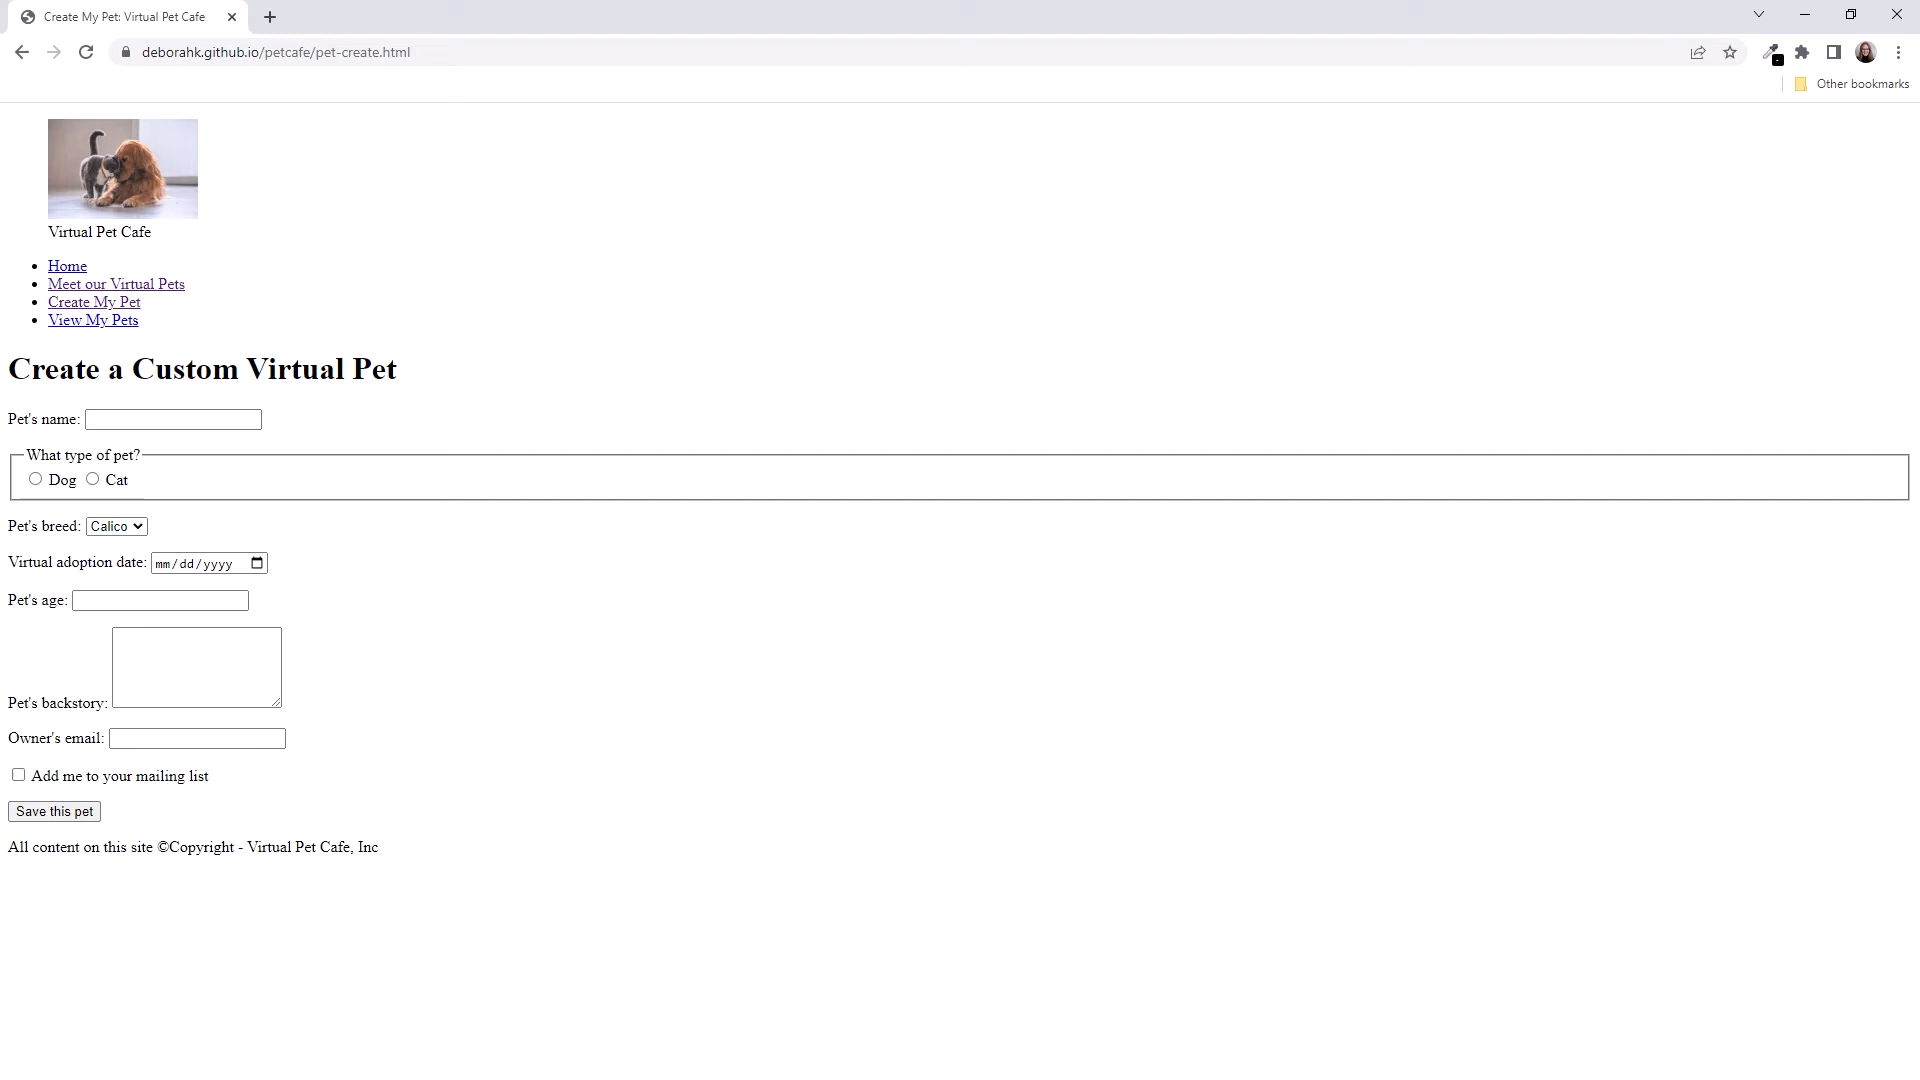 Create My Pet: Virtual Pet Cafe
deborahk.github.io/petcafe/pet-create.html
Other bookmarks
Virtual Pet Cafe
Home
Meet our Virtual Pets
Create My Pet
View My Pets
Create a Custom Virtual Pet
Pet's name:
What type of pet?
Dog Cat
Pet's breed: Calico
Virtual adoption date: mm/dd/yyyy
Pet's age:
Pet's backstory:
Owner's email:
Add me to your mailing list
Save this pet
All content on this site ©Copyright - Virtual Pet Cafe, Inc